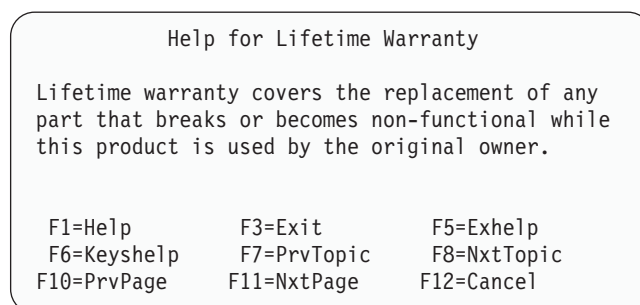 Help for Lifetime Warranty
Lifetime warranty covers the replacement of any
part that breaks or becomes non-functional while
this product is used by the original owner.
F1=Help F3=Exit F5=Exhelp
F6=Keyshelp F7=PrvTopic F8=NxtTopic
F10=PrvPage F11=NxtPage F12=Cancel